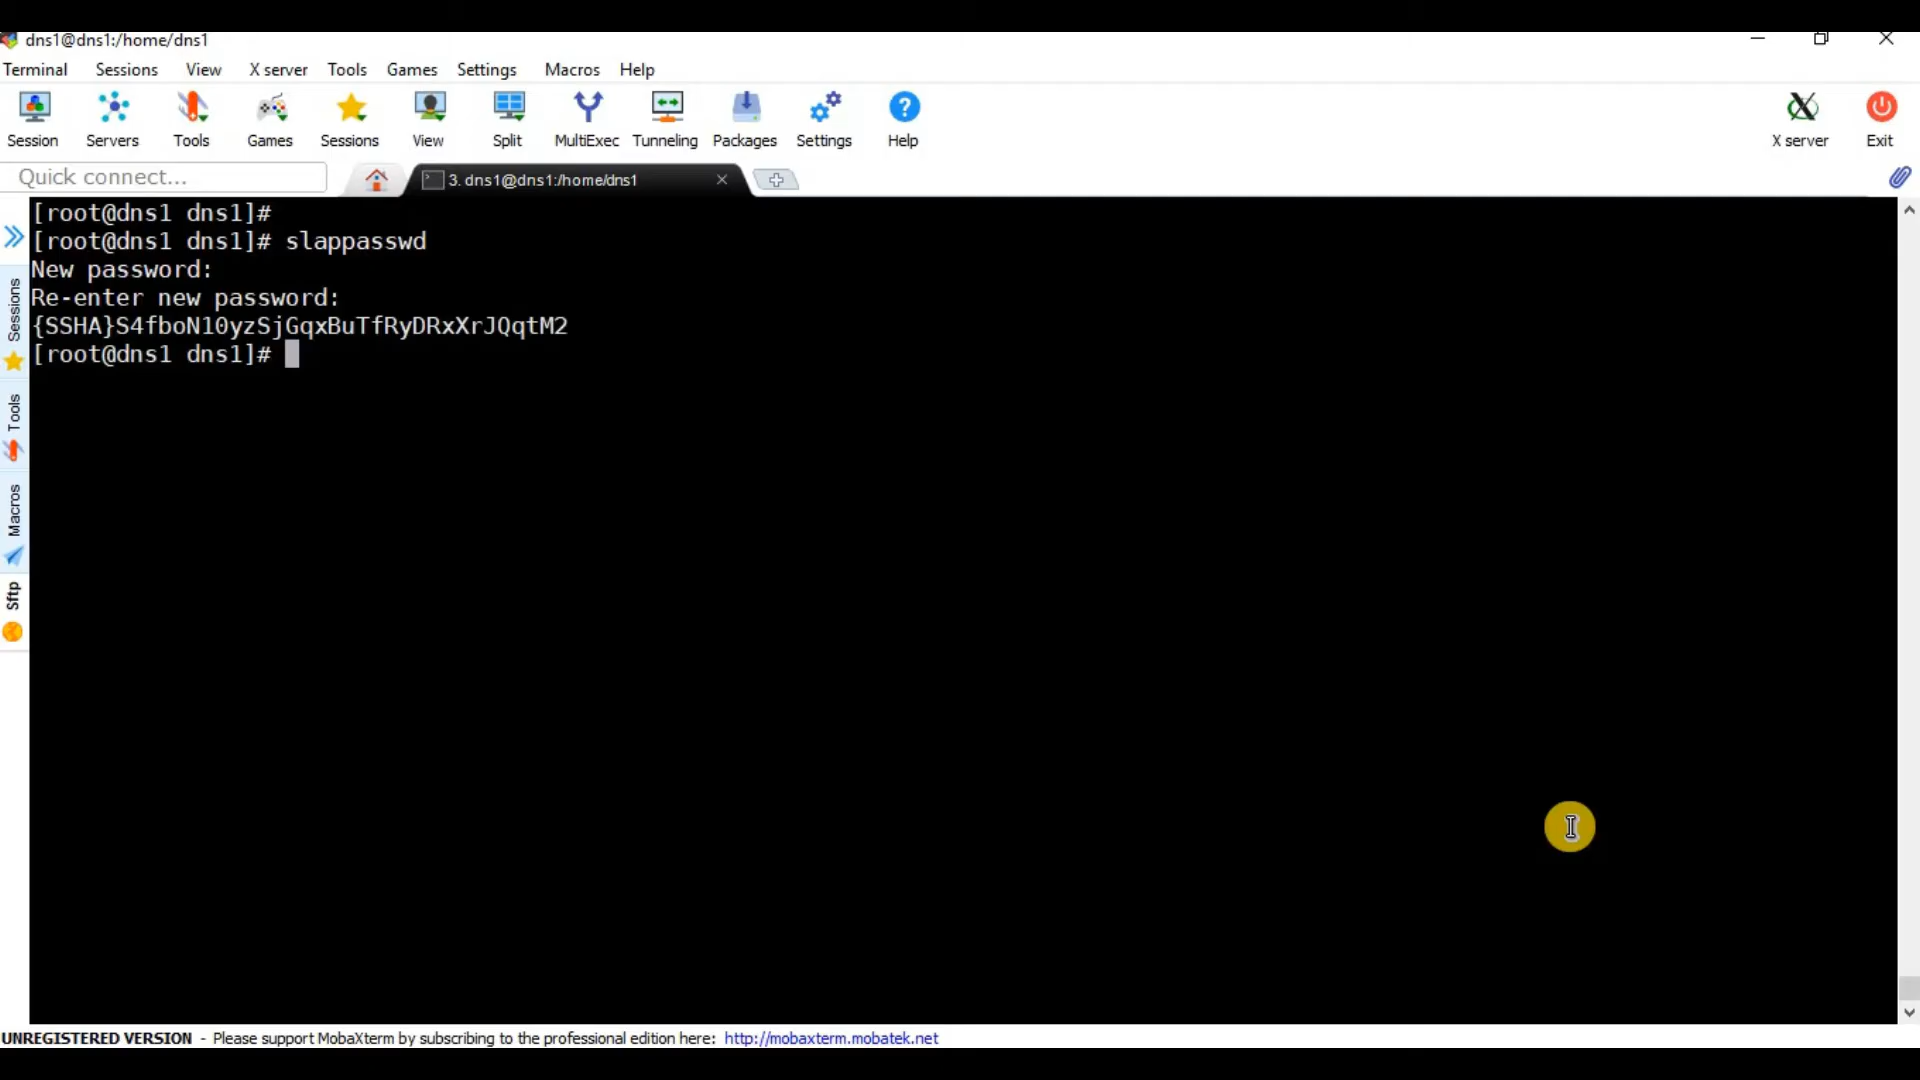 dns1@dns1:/home/dns1
Terminal Sessions View X server Tools Games Settings Macros Help
Session Servers Tools Games Sessions View Split MultiExec Tunneling Packages Settings Help X server Exit
Quick connect... 3. dns1@dns1:/home/dns1
[root@dns1 dns1]#
[root@dns1 dns1]# slappasswd
New password:
Re-enter new password:
{SSHA}S4fboN10yzSjGqxBuTfRyDRxXrJQqtM2
[root@dns1 dns1]#
Sessions
Tools
Macros
Sftp
UNREGISTERED VERSION - Please support MobaXterm by subscribing to the professional edition here: http://mobaxterm.mobatek.net